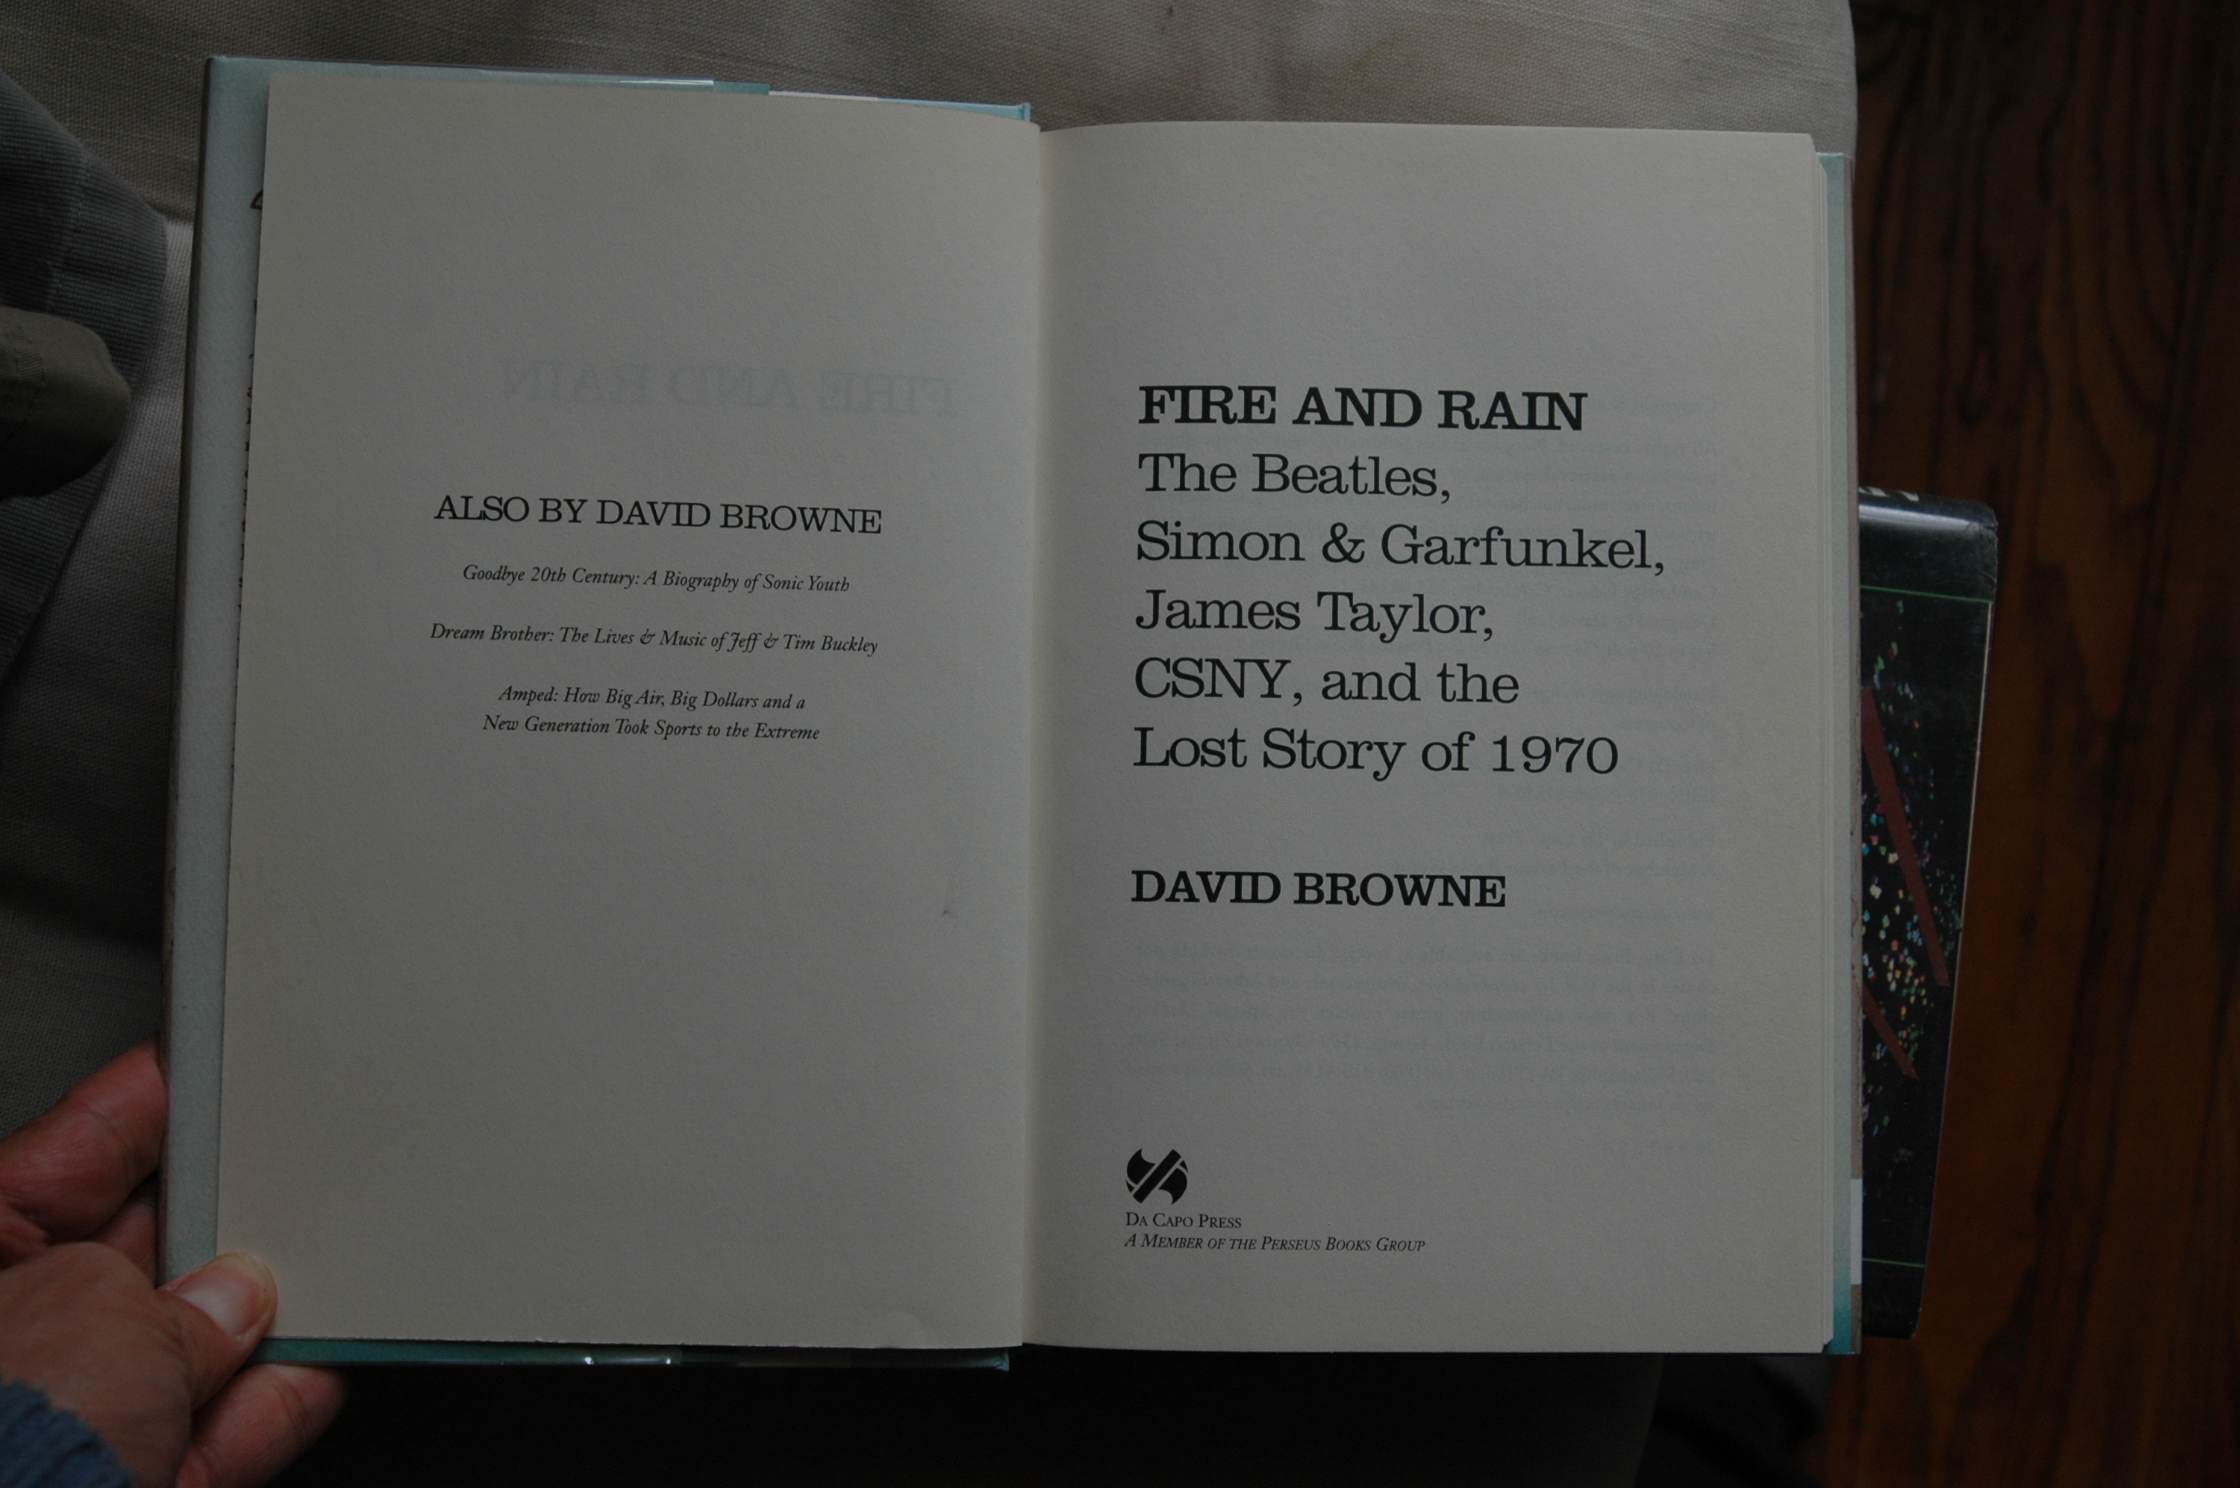 ALSO BY DAVID BROWNE
Goodbye 20th Century: A Biography of Sonic Youth
Dream Brother: The Lives & Music of Jeff & Tim Buckley
Amped: How Big Air, Big Dollars and a
New Generation Took Sports to the Extreme
FIRE AND RAIN
FIRE AND RAIN
The Beatles,
Simon & Garfunkel,
James Taylor,
CSNY, and the
Lost Story of 1970
DAVID BROWNE
DA CAPO PRESS
A MEMBER OF THE PERSEUS BOOKS GROUP